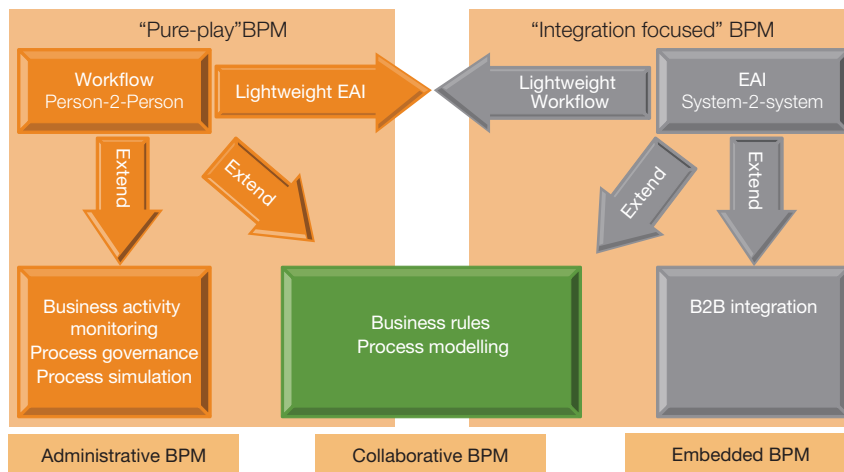 “Pure-play”BPM
“Integration focused” BPM
Workflow
Person-2-Person
Lightweight EAI
Lightweight
Workflow
EAI
System-2-system
Extend
Extend
Extend
Extend
Business activity
monitoring
Process governance
Process simulation
Business rules
Process modelling
B2B integration
Administrative BPM
Collaborative BPM
Embedded BPM